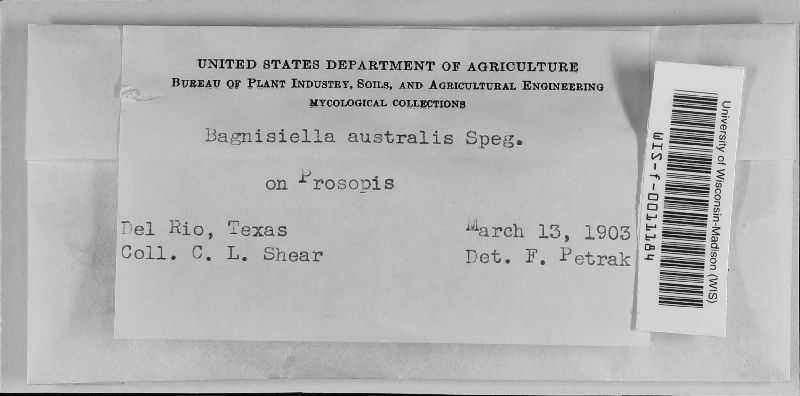 UNITED STATES DEPARTMENT OF AGRICULTURE
BUREAU OF PLANT INDUSTRY, SOILS, AND AGRICULTURAL ENGINEERING
MYCOLOGICAL COLLECTIONS
Bagnisiella australis Speg.
on Prosopis
Del Rio, Texas March 13, 1903
Coll. C. L. Shear Det. F. Petrak
University of Wisconsin-Madison (WIS)
WIS-f-0011184